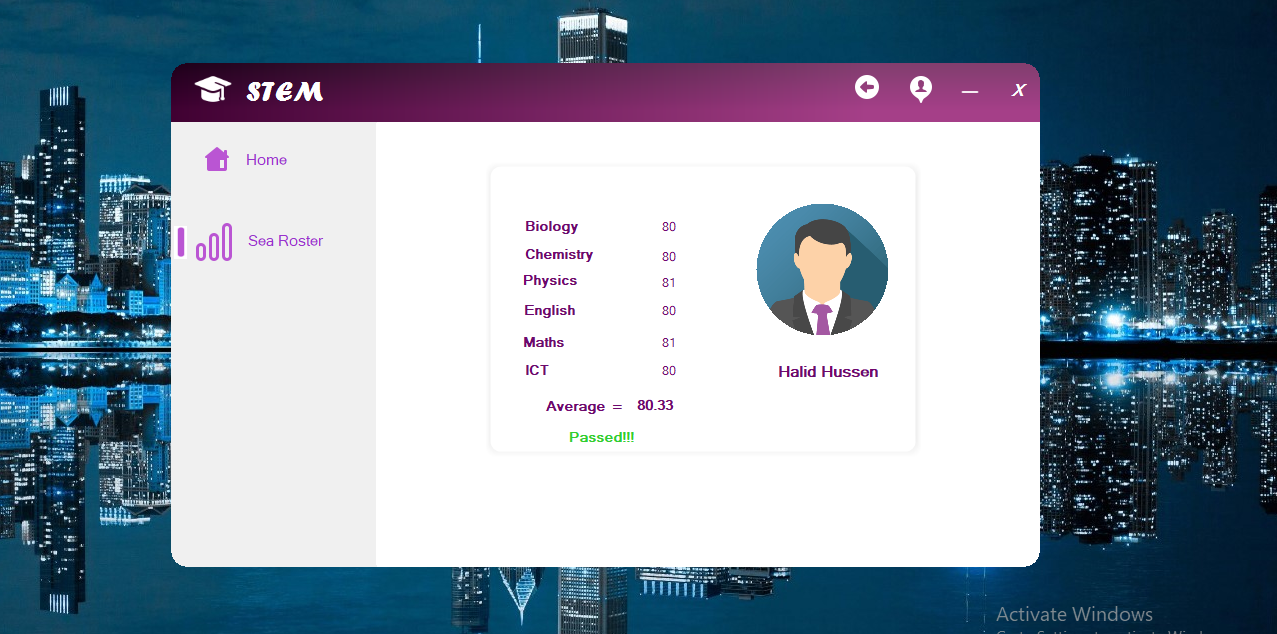 STEM
X
Home
Sea Roster
Biology 80
Chemistry 80
Physics 81
English 80
Maths 81
ICT 80
Average = 80.33
Passed!!!
Halid Hussen
Activate Windows